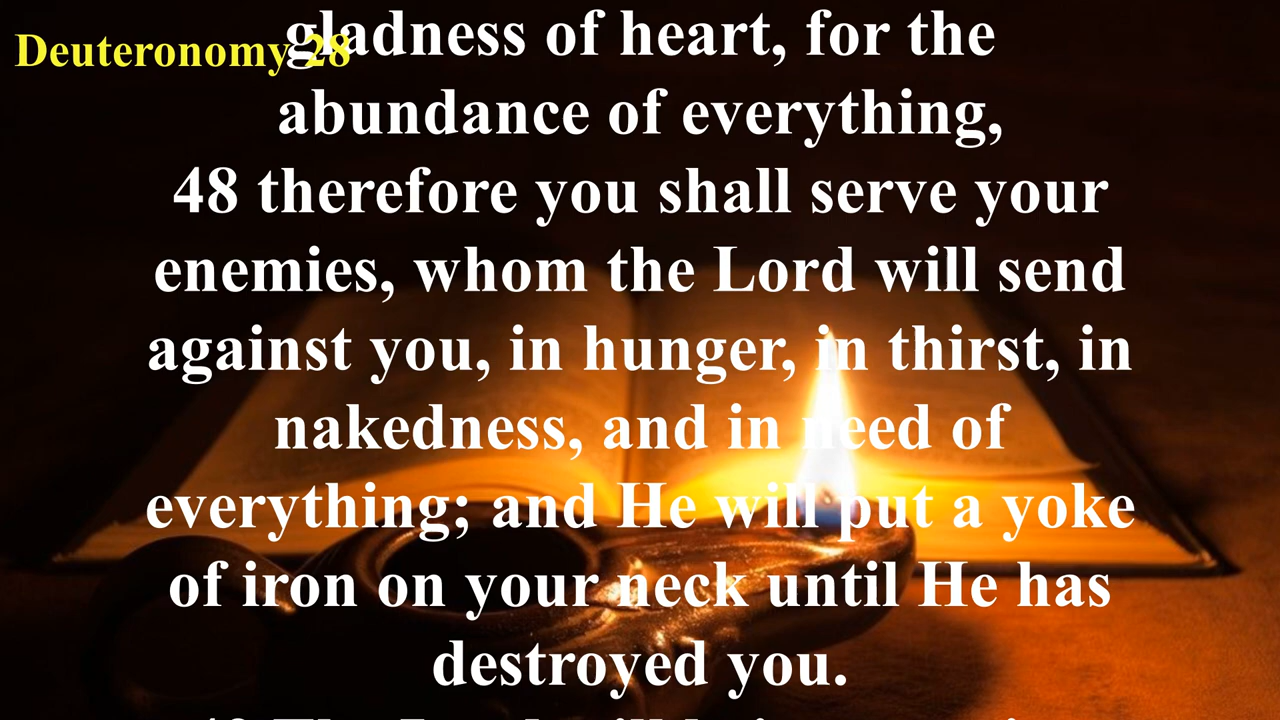 Deuteronomy 28
gladness of heart, for the
abundance of everything,
48 therefore you shall serve your
enemies, whom the Lord will send
against you, in hunger, in thirst, in
nakedness, and in need of
everything; and He will put a yoke
of iron on your neck until He has
destroyed you.